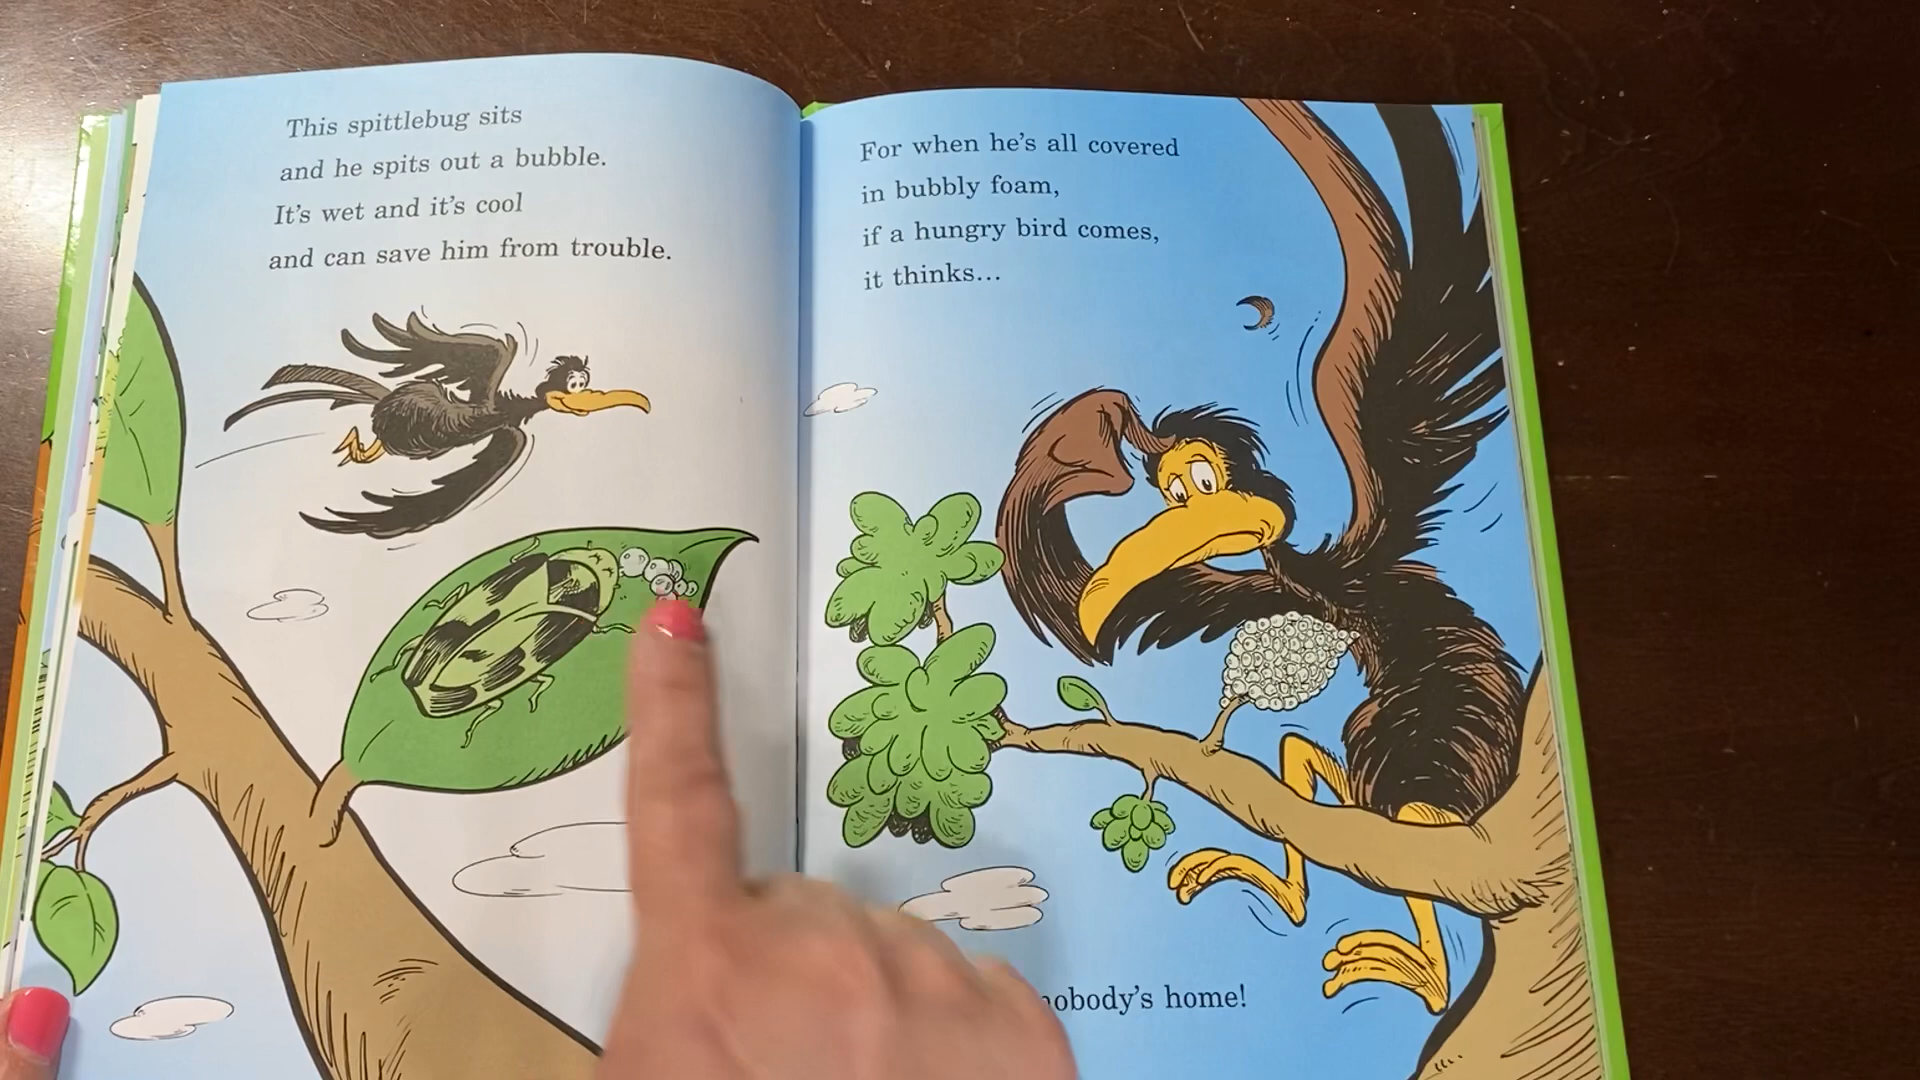 This spittlebug sits
and he spits out a bubble.
It's wet and it's cool
and can save him from trouble.
For when he's all covered
in bubbly foam,
if a hungry bird comes,
it thinks...
nobody's home!